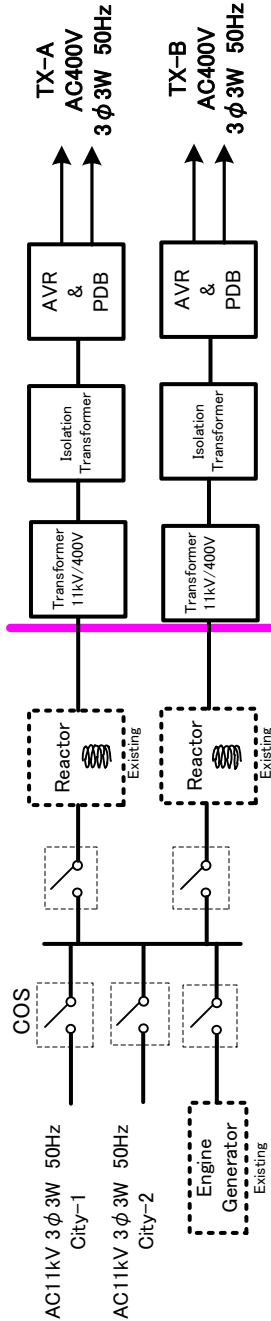 COS
AC11kV 3φ3W 50Hz
City-1
AC11kV 3φ3W 50Hz
City-2
Engine
Generator
Existing
Reactor
Existing
Reactor
Existing
Transformer
11kV/400V
Transformer
11kV/400V
Isolation
Transformer
Isolation
Transformer
AVR
&
PDB
AVR
&
PDB
TX-A
AC400V
3φ3W 50Hz
TX-B
AC400V
3φ3W 50Hz